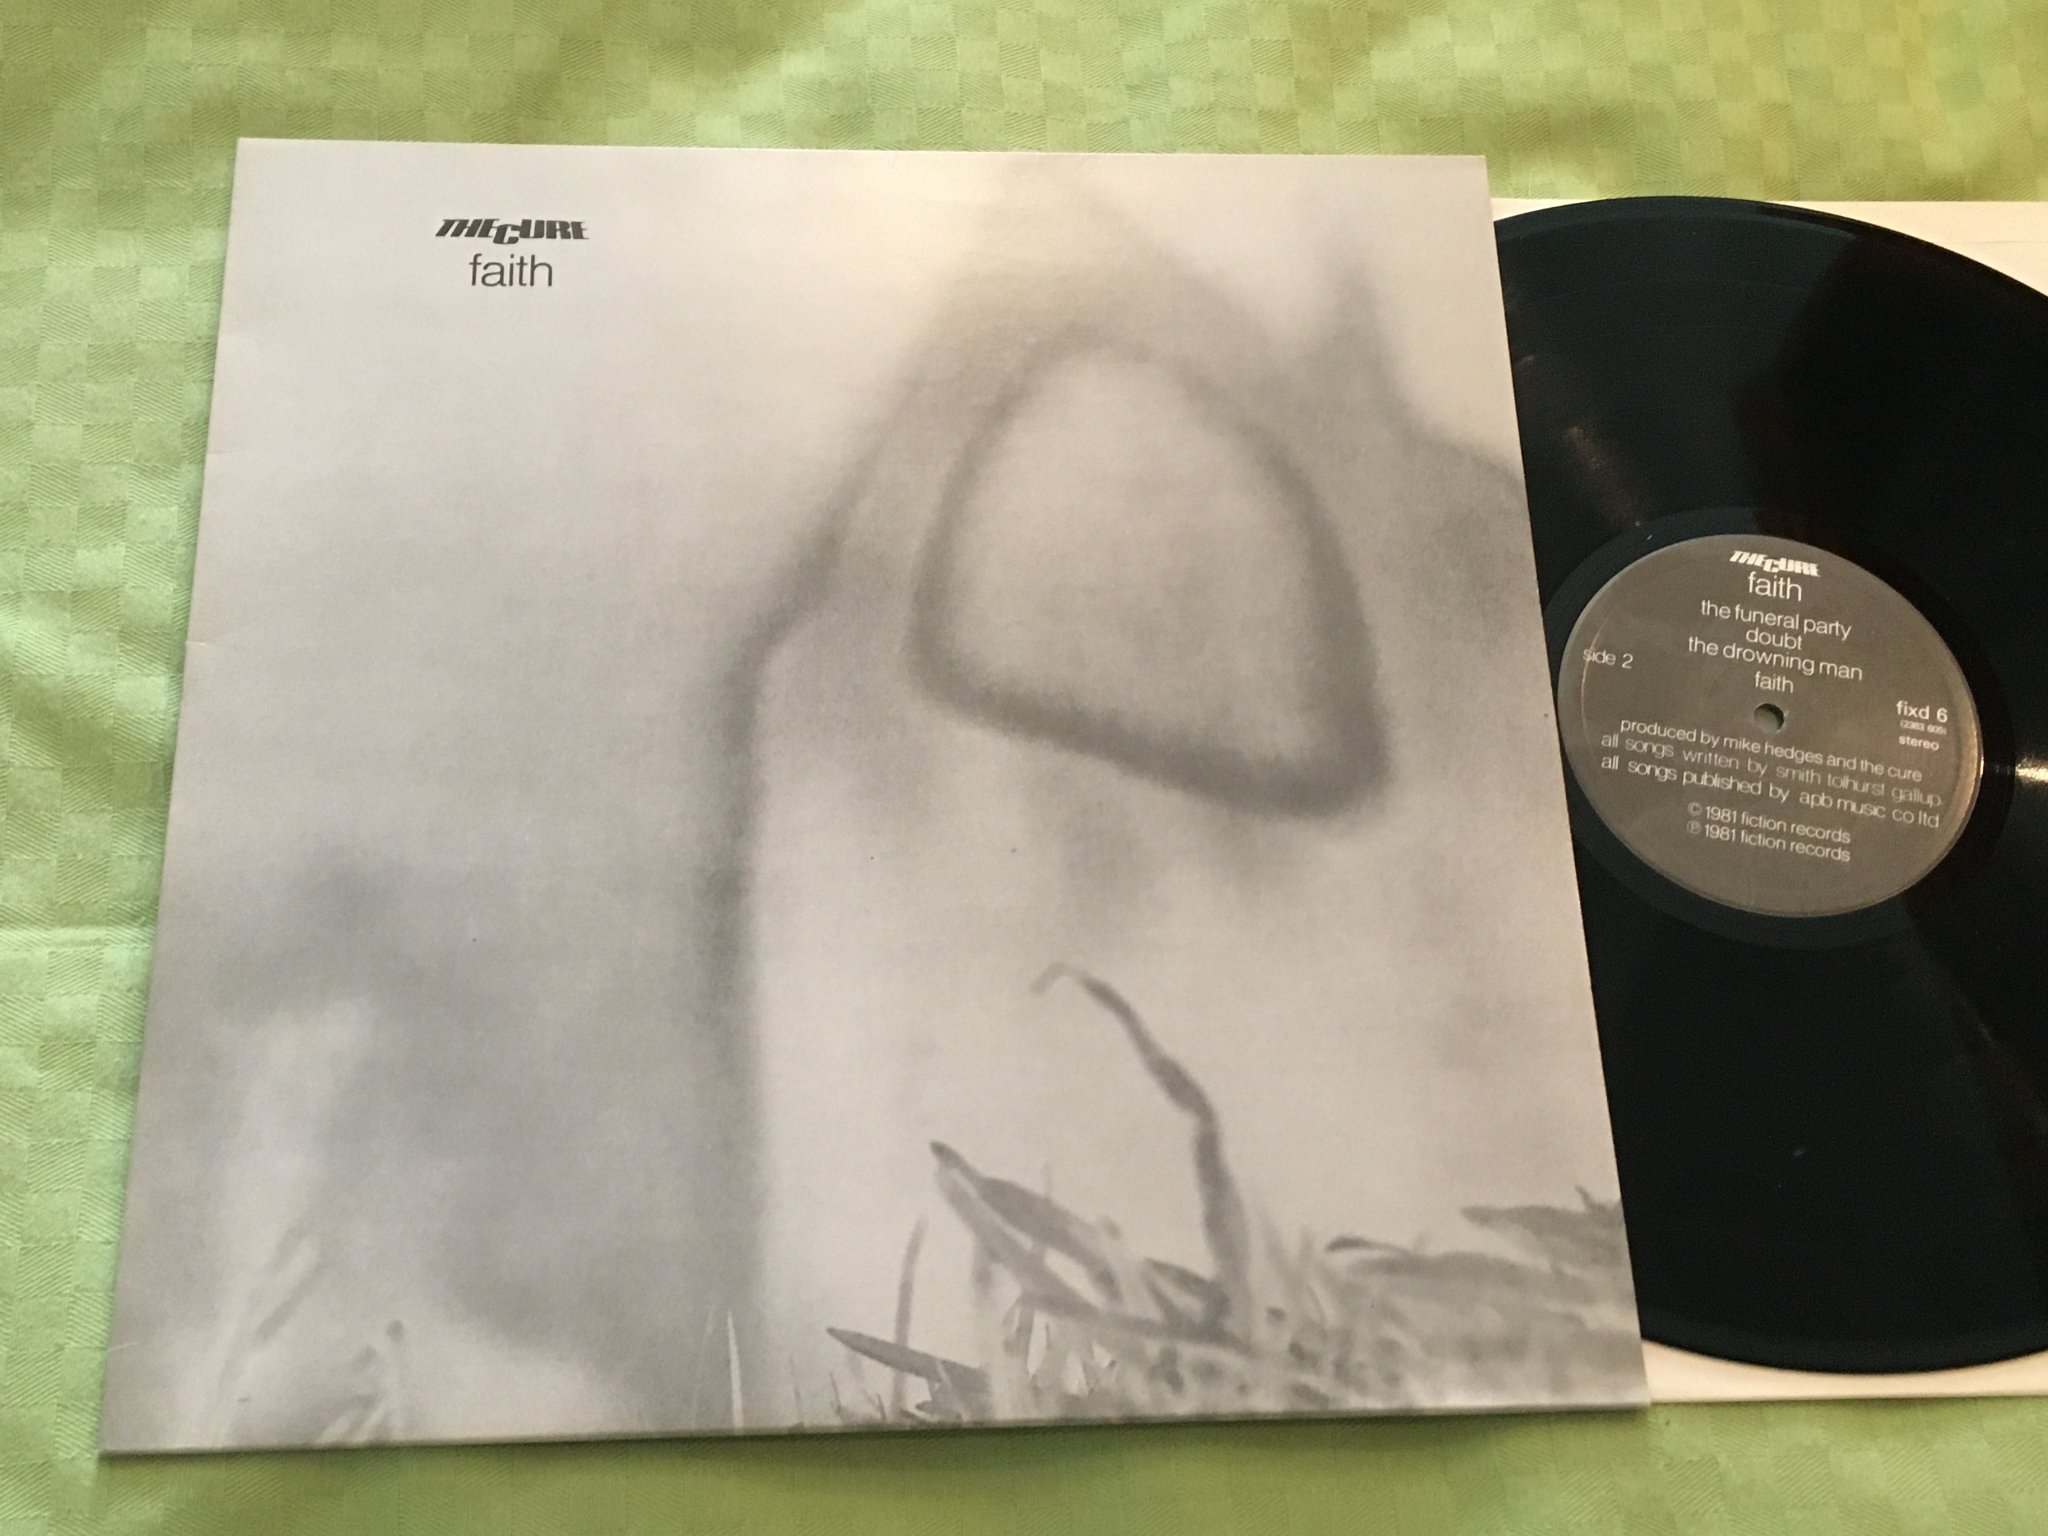 THE CURE
faith
THE CURE
faith
the funeral party
doubt
the drowning man
faith
side 2
fixd 6
(2383 605)
stereo
produced by mike hedges and the cure
all songs written by smith tolhurst gallup
all songs published by apb music co ltd
© 1981 fiction records
℗ 1981 fiction records